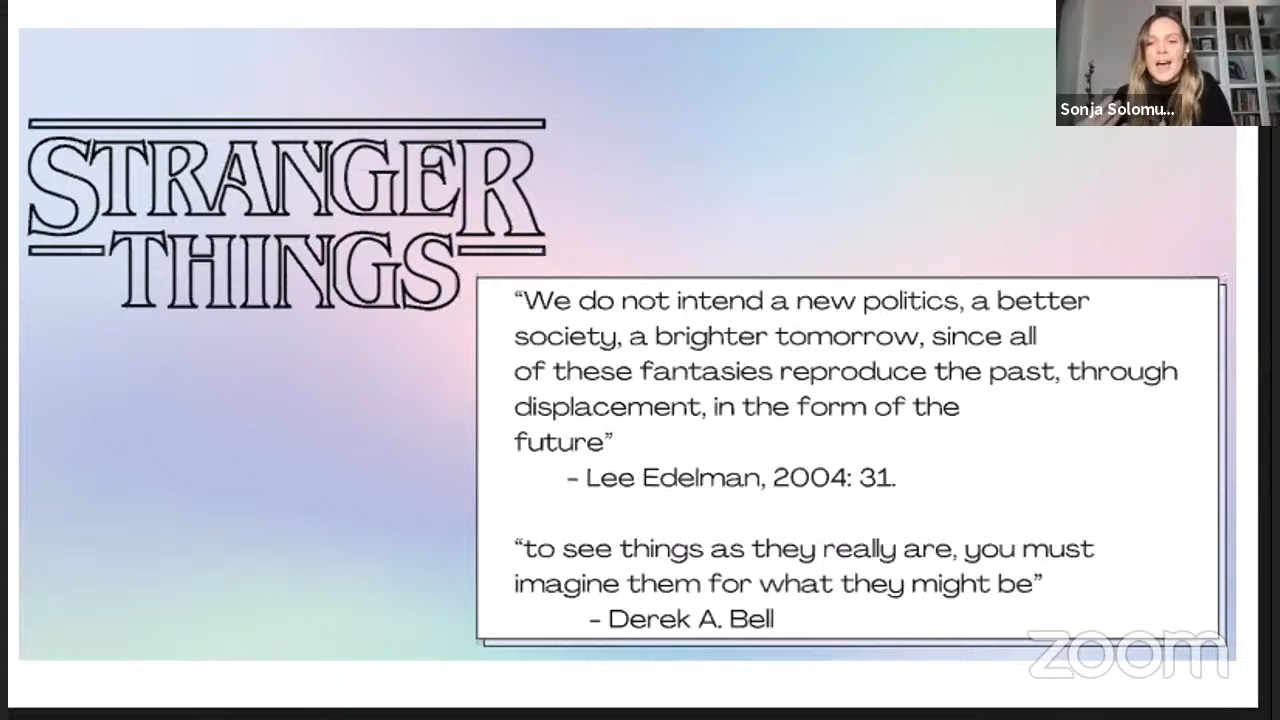 STRANGER
THINGS
Sonja Solomu...
“We do not intend a new politics, a better
society, a brighter tomorrow, since all
of these fantasies reproduce the past, through
displacement, in the form of the
future”
– Lee Edelman, 2004: 31.
“to see things as they really are, you must
imagine them for what they might be”
– Derek A. Bell
zoom